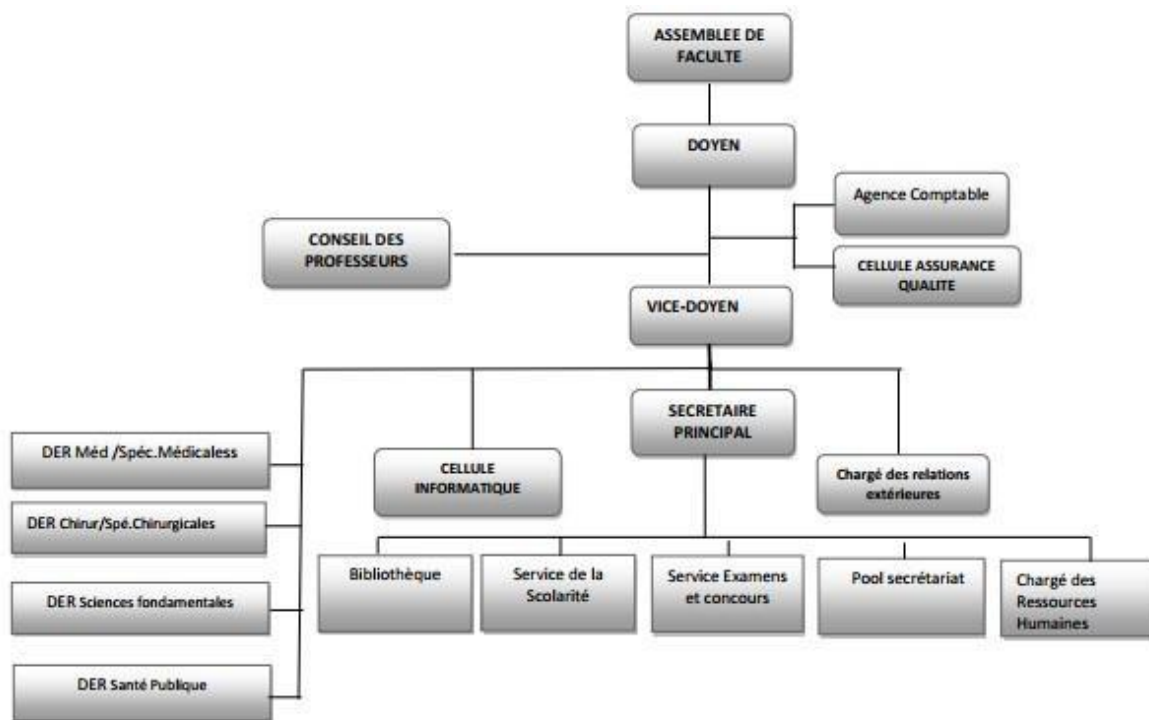 ASSEMBLEE DE
FACULTE
DOYEN
Agence Comptable
CONSEIL DES
PROFESSEURS
CELLULE ASSURANCE
QUALITE
VICE-DOYEN
SECRETAIRE
PRINCIPAL
DER Méd /Spéc.Médicaless
CELLULE
INFORMATIQUE
Chargé des relations
extérieures
DER Chirur/Spé.Chirurgicales
DER Sciences fondamentales
DER Santé Publique
Bibliothèque
Service de la
Scolarité
Service Examens
et concours
Pool secrétariat
Chargé des
Ressources
Humaines